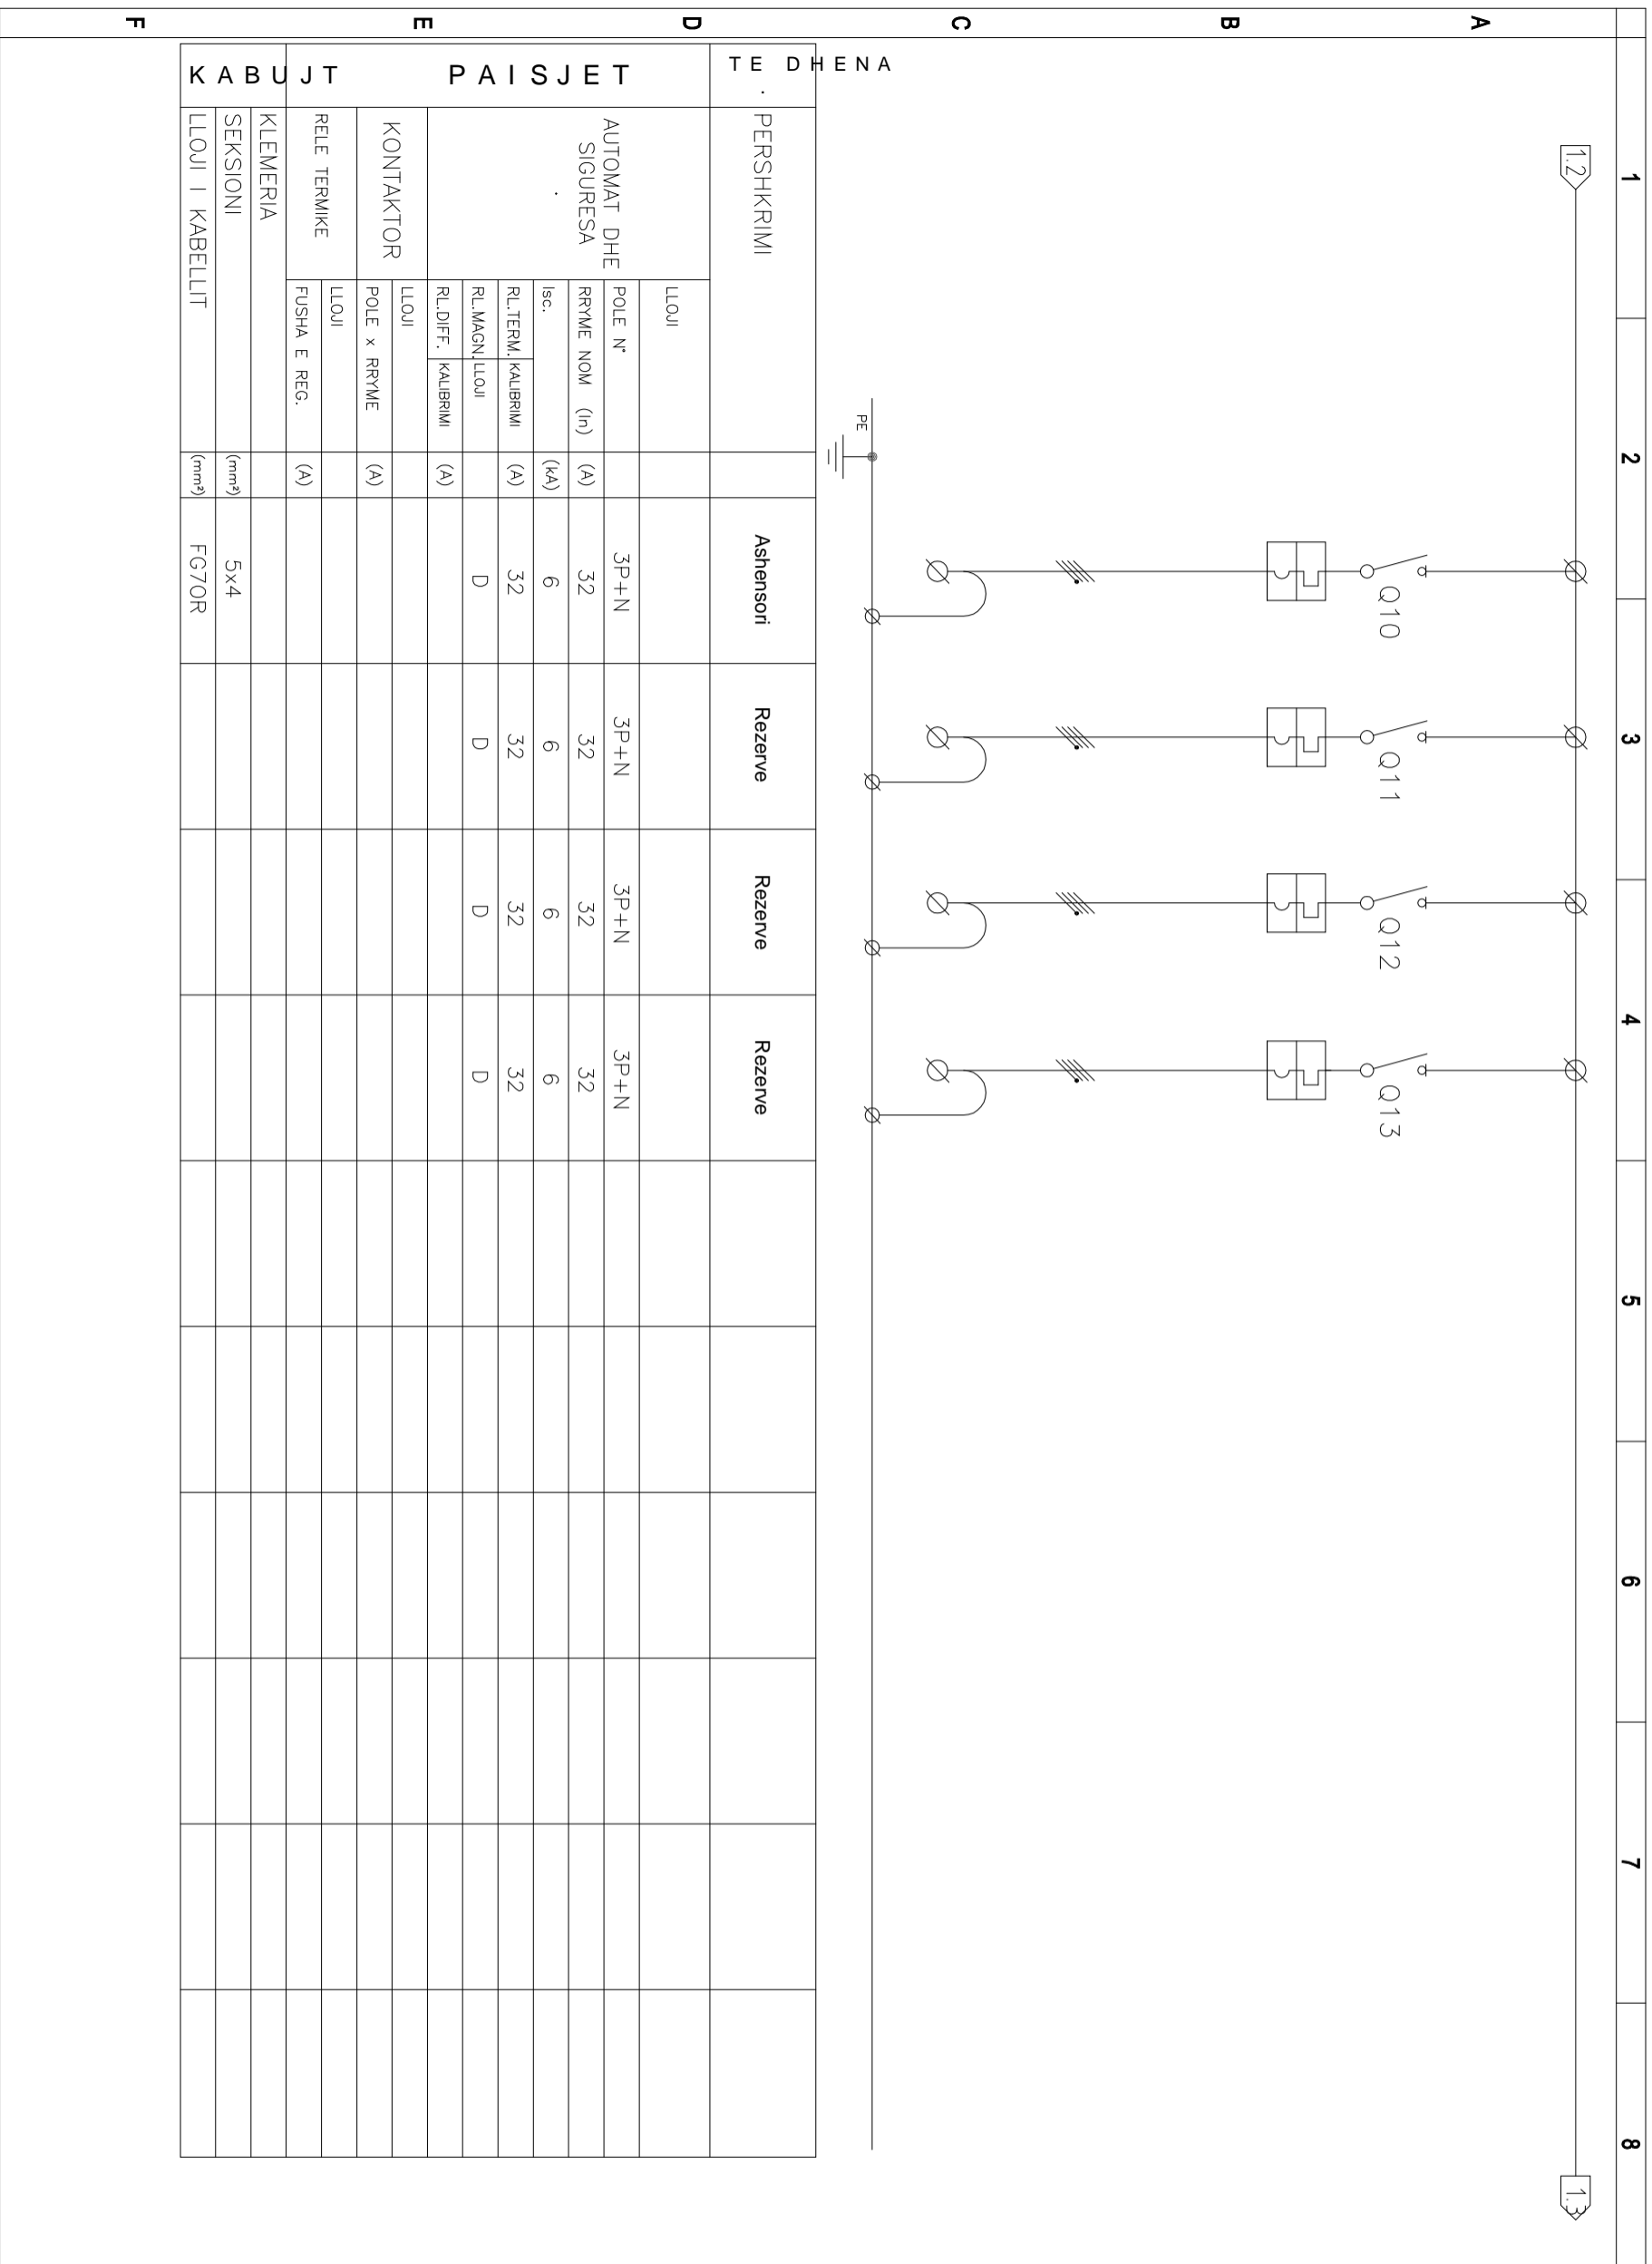 1 2 3 4 5 6 7 8
A
B
C
D
E
F
1.2
1.3
Q10 Q11 Q12 Q13
PE
TE DHENA
.
PERSHKRIMI Ashensori Rezerve Rezerve Rezerve
PAISJET
AUTOMAT DHE
SIGURESA
.
LLOJI
POLE N° 3P+N 3P+N 3P+N 3P+N
RRYME NOM (In) (A) 32 32 32 32
Isc. (kA) 6 6 6 6
RL.TERM. KALIBRIMI (A) 32 32 32 32
RL.MAGN. LLOJI D D D D
RL.DIFF. KALIBRIMI (A)
KONTAKTOR
LLOJI
POLE x RRYME (A)
RELE TERMIKE
LLOJI
FUSHA E REG. (A)
KABUJT
KLEMERIA
SEKSIONI (mm²) 5x4
LLOJI I KABELLIT (mm²) FG7OR